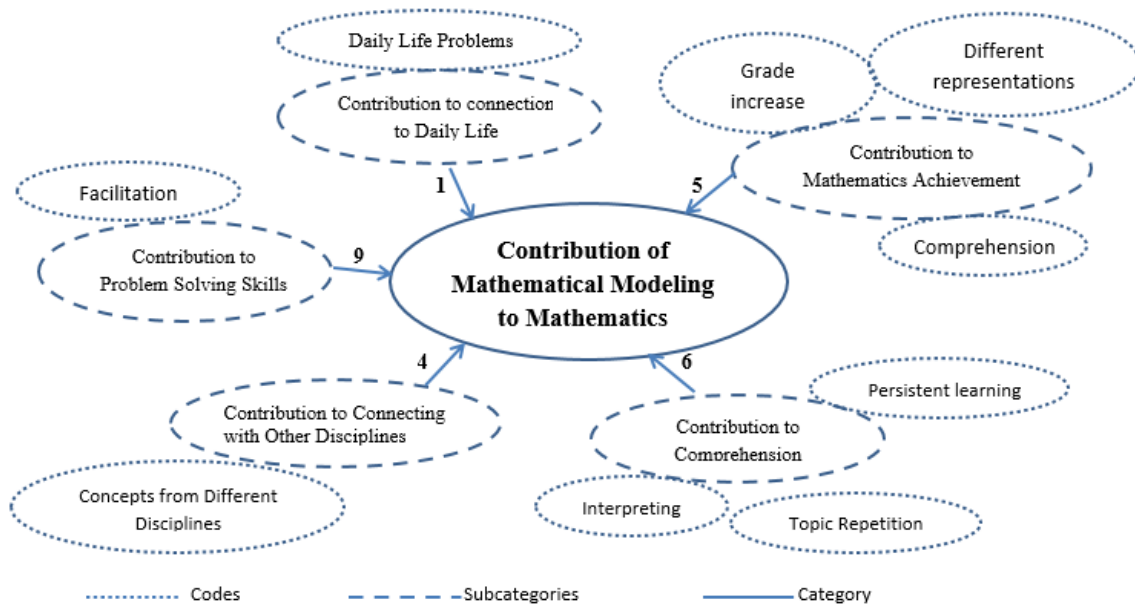 Daily Life Problems
Contribution to connection
to Daily Life
1
Grade
increase
Different
representations
Contribution to
Mathematics Achievement
5
Comprehension
Facilitation
Contribution to
Problem Solving Skills
9
Contribution of
Mathematical Modeling
to Mathematics
4
Contribution to Connecting
with Other Disciplines
Concepts from Different
Disciplines
6
Persistent learning
Contribution to
Comprehension
Interpreting
Topic Repetition
Codes
Subcategories
Category